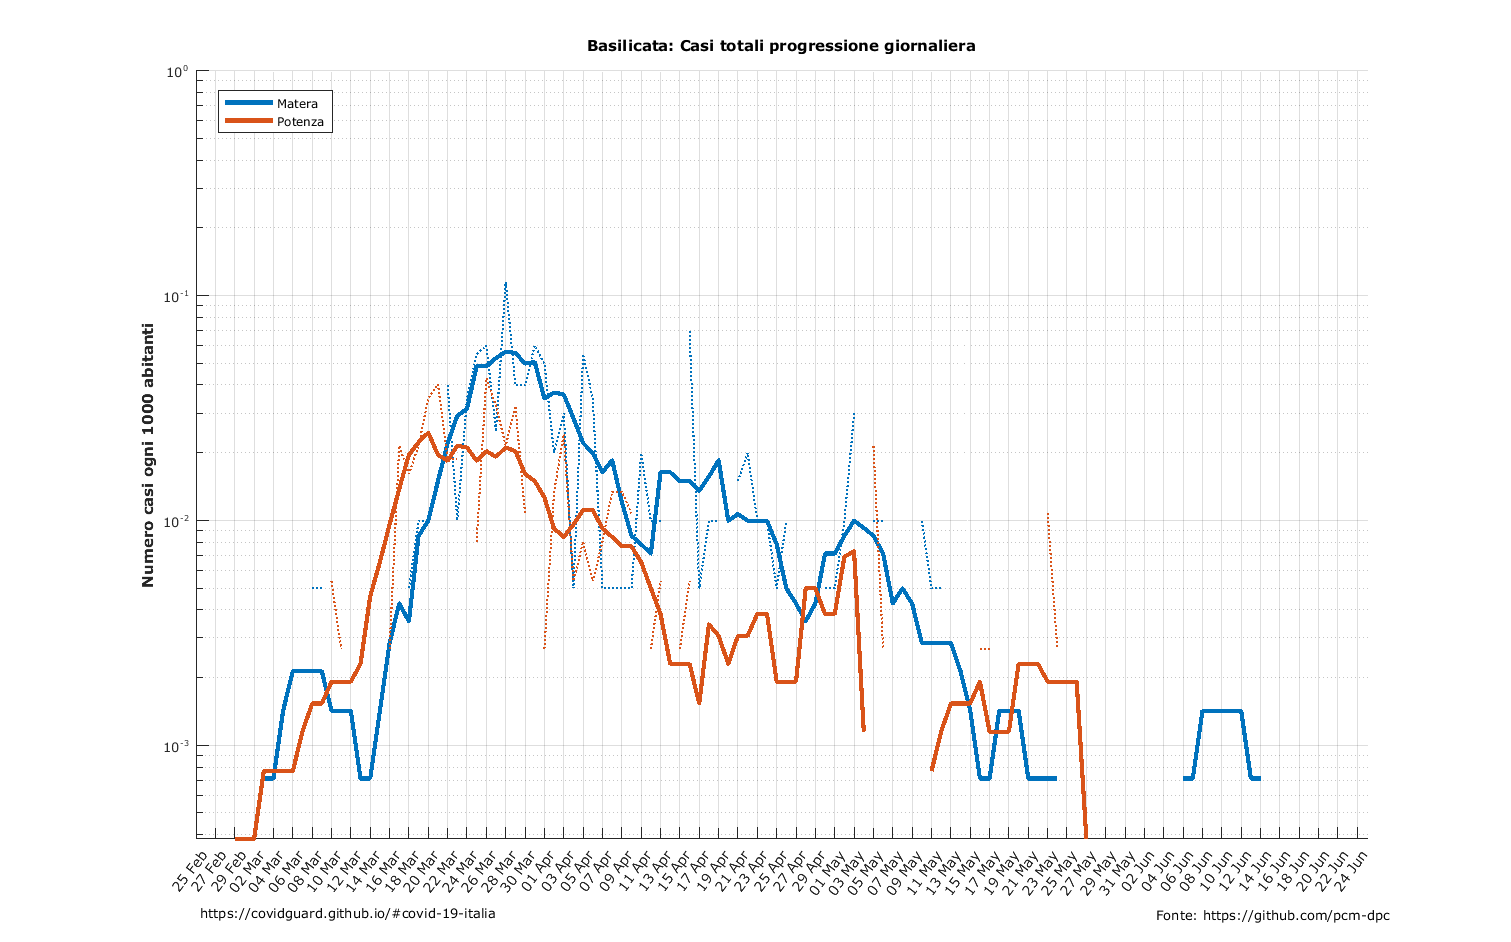 Basilicata: Casi totali progressione giornaliera
10^0
10^-1
10^-2
10^-3
Numero casi ogni 1000 abitanti
Matera
Potenza
25 Feb
27 Feb
29 Feb
02 Mar
04 Mar
06 Mar
08 Mar
10 Mar
12 Mar
14 Mar
16 Mar
18 Mar
20 Mar
22 Mar
24 Mar
26 Mar
28 Mar
30 Mar
01 Apr
03 Apr
05 Apr
07 Apr
09 Apr
11 Apr
13 Apr
15 Apr
17 Apr
19 Apr
21 Apr
23 Apr
25 Apr
27 Apr
29 Apr
01 May
03 May
05 May
07 May
09 May
11 May
13 May
15 May
17 May
19 May
21 May
23 May
25 May
27 May
29 May
31 May
02 Jun
04 Jun
06 Jun
08 Jun
10 Jun
12 Jun
14 Jun
16 Jun
18 Jun
20 Jun
22 Jun
24 Jun
https://covidguard.github.io/#covid-19-italia
Fonte: https://github.com/pcm-dpc